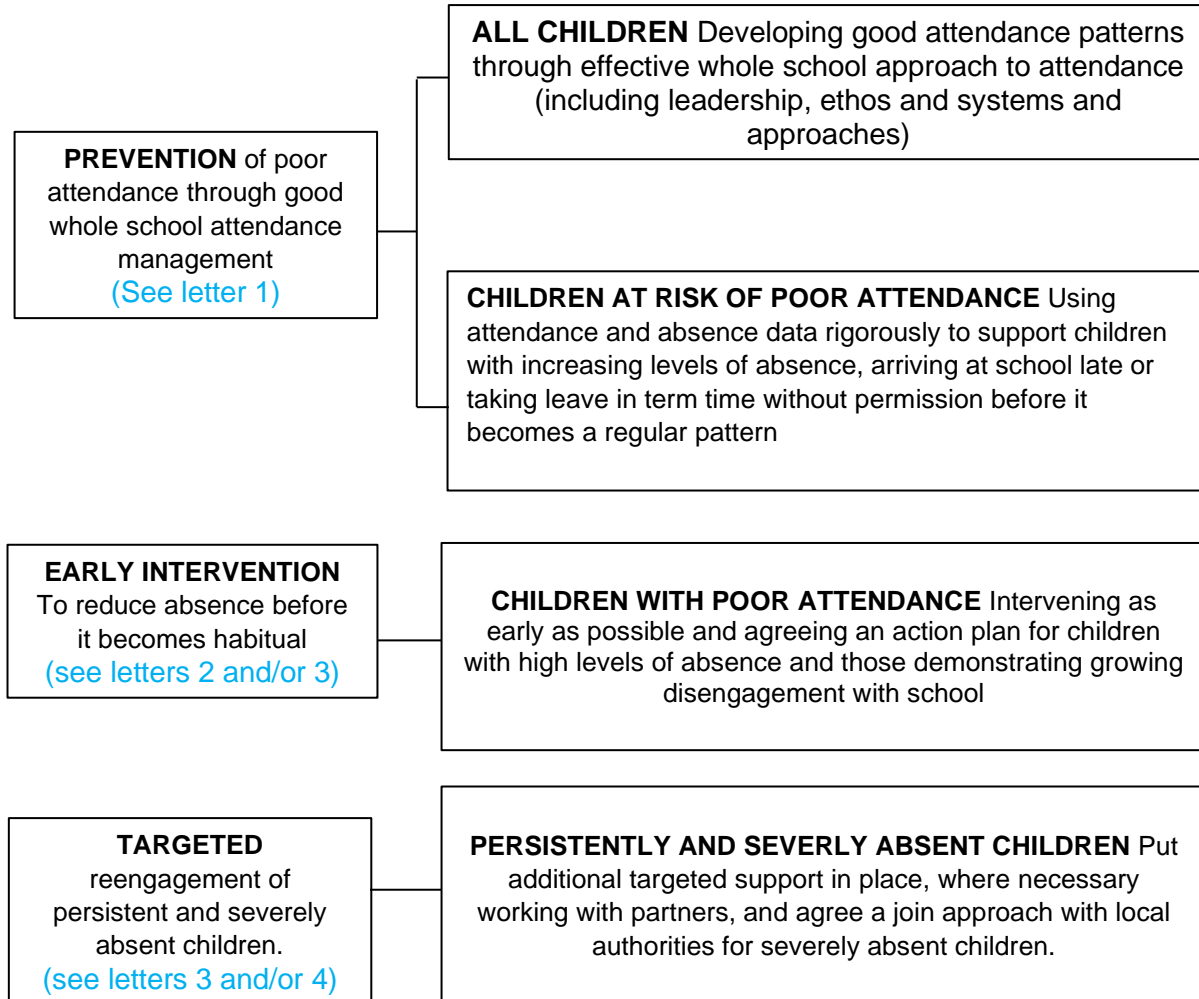 PREVENTION of poor
attendance through good
whole school attendance
management
(See letter 1)
ALL CHILDREN Developing good attendance patterns
through effective whole school approach to attendance
(including leadership, ethos and systems and
approaches)
CHILDREN AT RISK OF POOR ATTENDANCE Using
attendance and absence data rigorously to support children
with increasing levels of absence, arriving at school late or
taking leave in term time without permission before it
becomes a regular pattern
EARLY INTERVENTION
To reduce absence before
it becomes habitual
(see letters 2 and/or 3)
CHILDREN WITH POOR ATTENDANCE Intervening as
early as possible and agreeing an action plan for children
with high levels of absence and those demonstrating growing
disengagement with school
TARGETED
reengagement of
persistent and severely
absent children.
(see letters 3 and/or 4)
PERSISTENTLY AND SEVERLY ABSENT CHILDREN Put
additional targeted support in place, where necessary
working with partners, and agree a join approach with local
authorities for severely absent children.